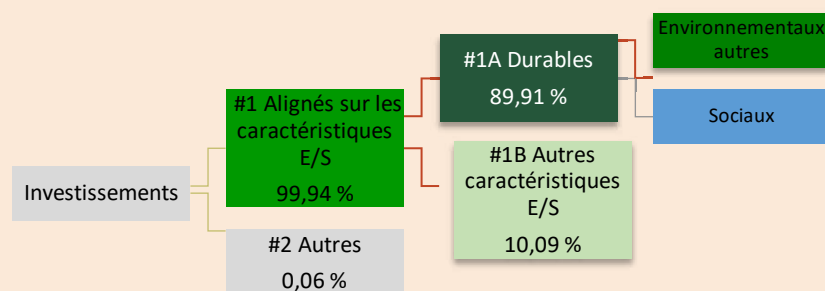 Investissements
#1 Alignés sur les
caractéristiques
E/S
99,94 %
#2 Autres
0,06 %
#1A Durables
89,91 %
#1B Autres
caractéristiques
E/S
10,09 %
Environnementaux
autres
Sociaux